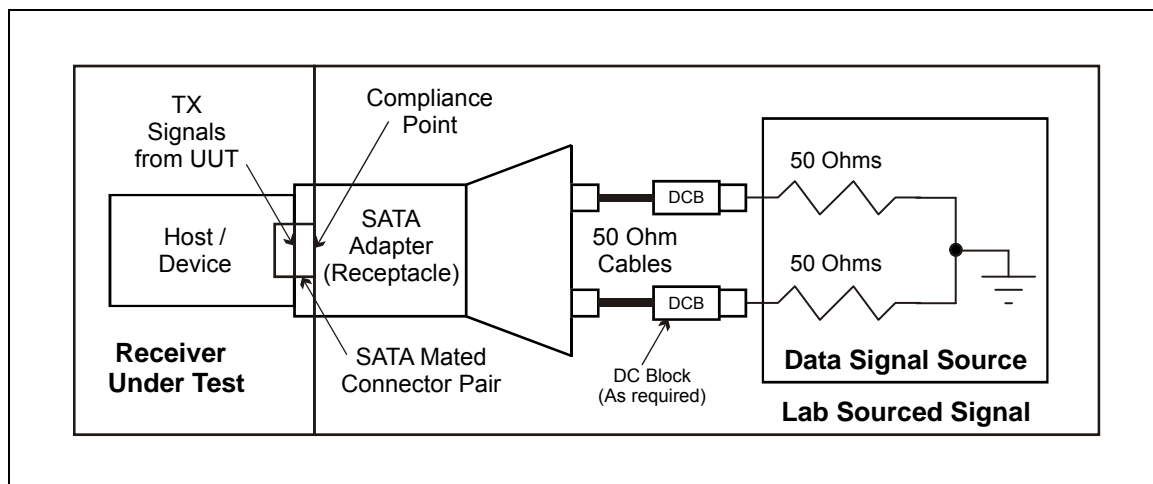 TX
Signals
from UUT
Compliance
Point
Host /
Device
SATA
Adapter
(Receptacle)
50 Ohm
Cables
DCB
DCB
50 Ohms
50 Ohms
Receiver
Under Test
SATA Mated
Connector Pair
DC Block
(As required)
Data Signal Source
Lab Sourced Signal